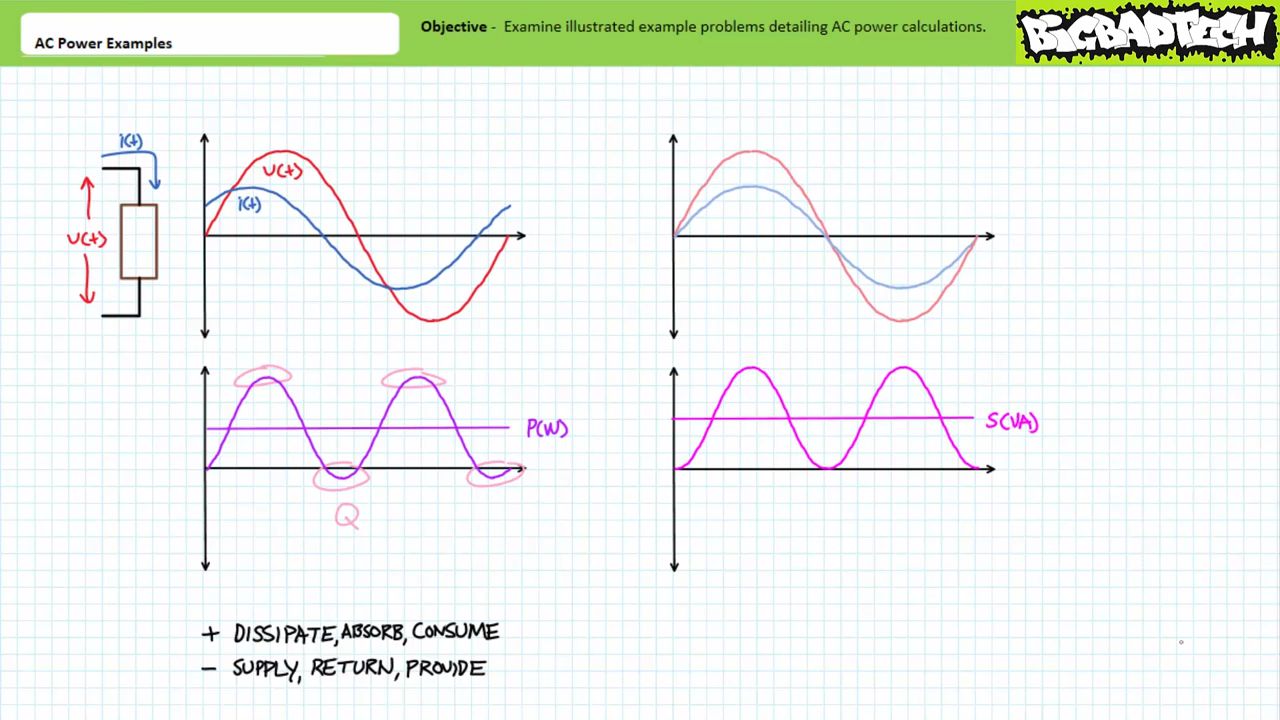 AC Power Examples
Objective - Examine illustrated example problems detailing AC power calculations.
BIGBADTECH
i(t)
v(t)
v(t)
i(t)
P(W)
Q
S(VA)
+ DISSIPATE, ABSORB, CONSUME
- SUPPLY, RETURN, PROVIDE